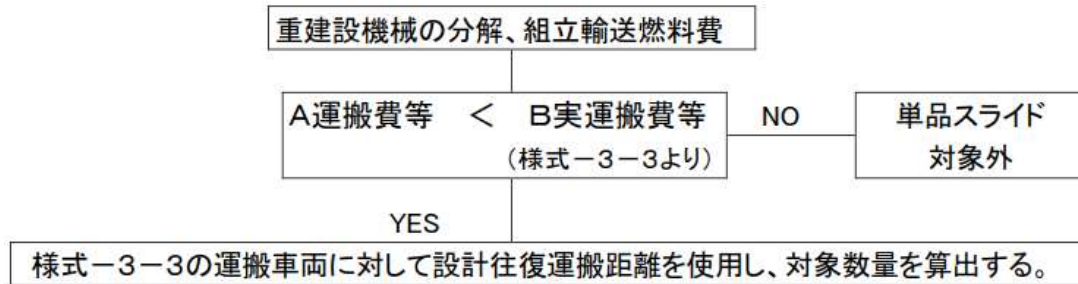 重建設機械の分解、組立輸送燃料費
A運搬費等 < B実運搬費等
(様式-3-3より)
NO
単品スライド
対象外
YES
様式-3-3の運搬車両に対して設計往復運搬距離を使用し、対象数量を算出する。